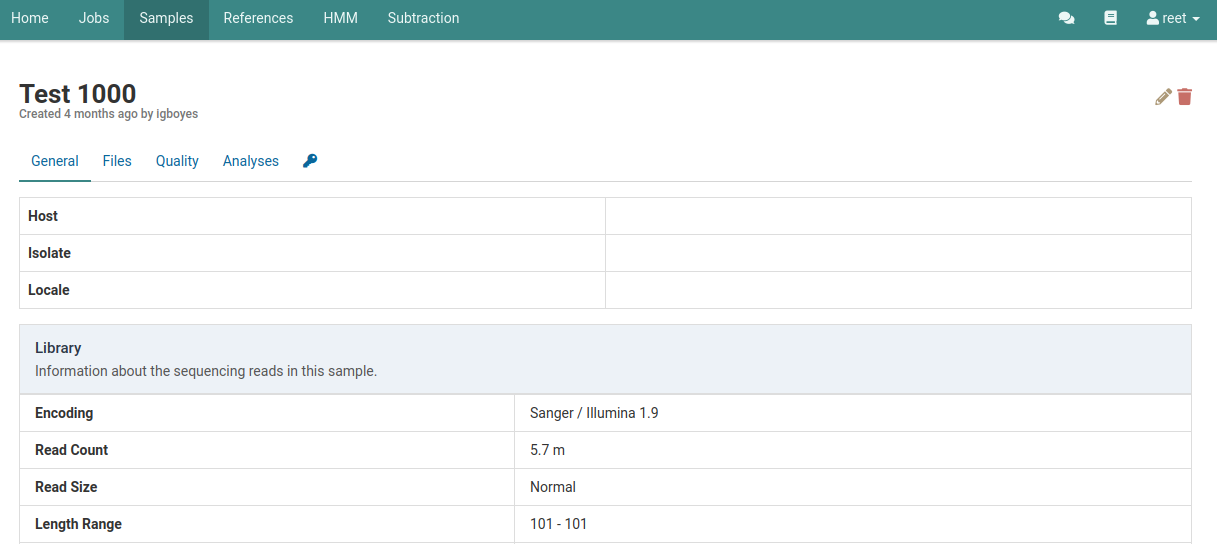 Home Jobs Samples References HMM Subtraction reet
Test 1000
Created 4 months ago by igboyes
General Files Quality Analyses
Host
Isolate
Locale
Library
Information about the sequencing reads in this sample.
Encoding Sanger / Illumina 1.9
Read Count 5.7 m
Read Size Normal
Length Range 101 - 101